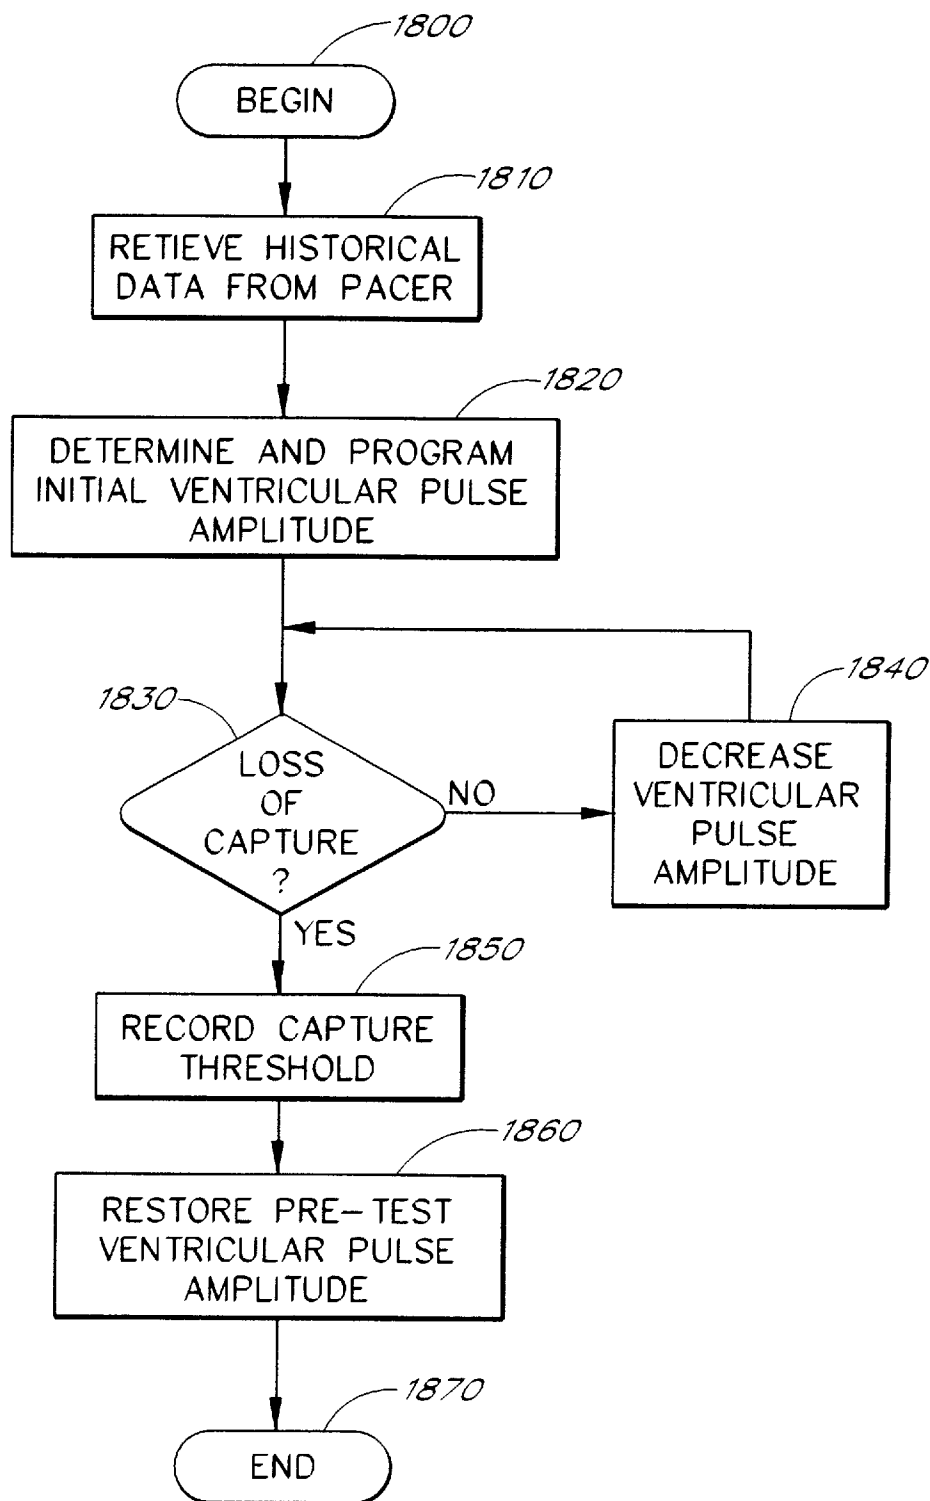 1800
BEGIN
1810
RETIEVE HISTORICAL
DATA FROM PACER
1820
DETERMINE AND PROGRAM
INITIAL VENTRICULAR PULSE
AMPLITUDE
1830
LOSS
OF
CAPTURE
?
NO
1840
DECREASE
VENTRICULAR
PULSE
AMPLITUDE
YES
1850
RECORD CAPTURE
THRESHOLD
1860
RESTORE PRE-TEST
VENTRICULAR PULSE
AMPLITUDE
1870
END